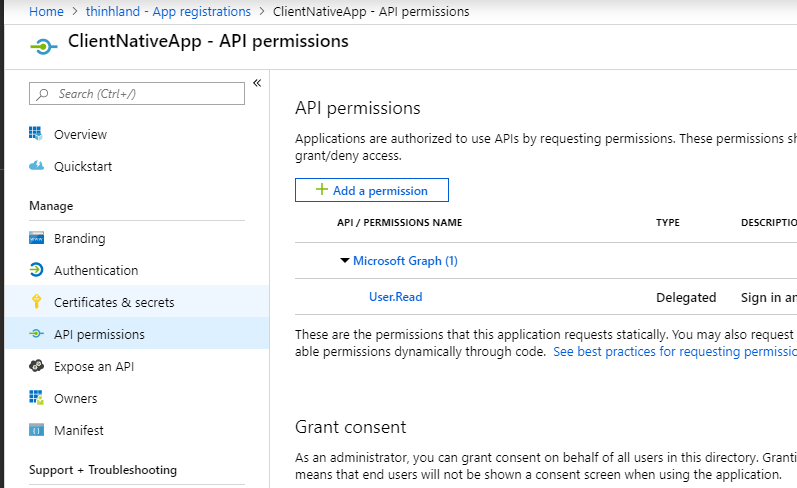 Home > thinhland - App registrations > ClientNativeApp - API permissions
ClientNativeApp - API permissions
Search (Ctrl+/)
«
Overview
Quickstart
Manage
Branding
Authentication
Certificates & secrets
API permissions
Expose an API
Owners
Manifest
Support + Troubleshooting
API permissions
Applications are authorized to use APIs by requesting permissions. These permissions sh
grant/deny access.
+ Add a permission
API / PERMISSIONS NAME TYPE DESCRIPTIO
Microsoft Graph (1)
User.Read Delegated Sign in an
These are the permissions that this application requests statically. You may also request
able permissions dynamically through code. See best practices for requesting permissio
Grant consent
As an administrator, you can grant consent on behalf of all users in this directory. Granti
means that end users will not be shown a consent screen when using the application.